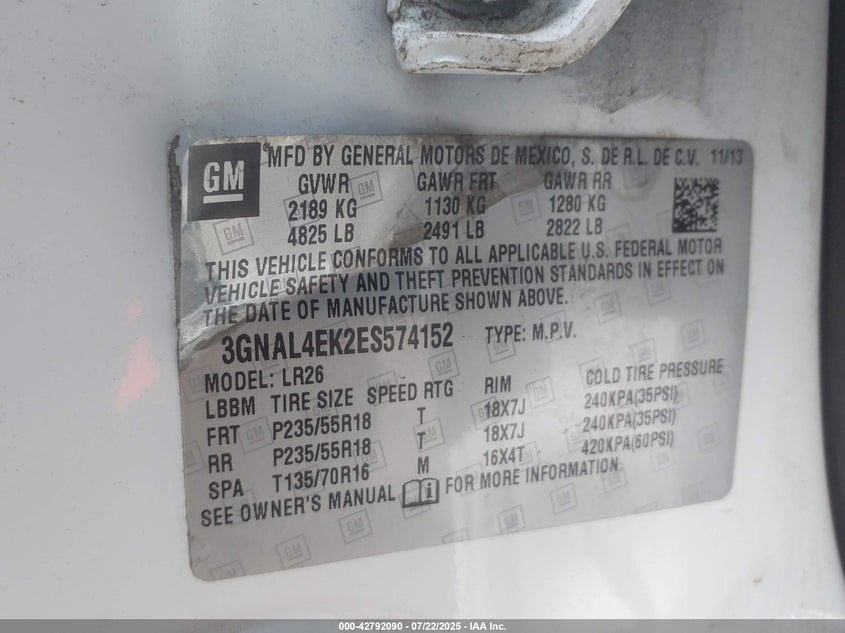 GM MFD BY GENERAL MOTORS DE MEXICO, S. DE R.L. DE C.V. 11/13
GVWR GAWR FRT GAWR RR
2189 KG 1130 KG 1280 KG
4825 LB 2491 LB 2822 LB
THIS VEHICLE CONFORMS TO ALL APPLICABLE U.S. FEDERAL MOTOR
VEHICLE SAFETY AND THEFT PREVENTION STANDARDS IN EFFECT ON
THE DATE OF MANUFACTURE SHOWN ABOVE.
3GNAL4EK2ES574152 TYPE: M.P.V.
MODEL: LR26
LBBM TIRE SIZE SPEED RTG RIM COLD TIRE PRESSURE
FRT P235/55R18 T 18X7J 240KPA(35PSI)
RR P235/55R18 T 18X7J 240KPA(35PSI)
SPA T135/70R16 M 16X4T 420KPA(60PSI)
SEE OWNER'S MANUAL FOR MORE INFORMATION.
000-42792090 - 07/22/2025 - IAA Inc.